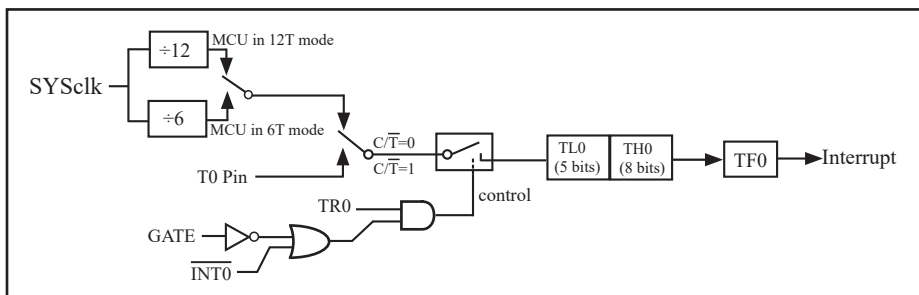 ÷12
MCU in 12T mode
SYSclk
÷6
MCU in 6T mode
C/T̅=0
C/T̅=1
T0 Pin
TL0
(5 bits)
TH0
(8 bits)
TF0
Interrupt
control
TR0
GATE
I̅N̅T̅0̅